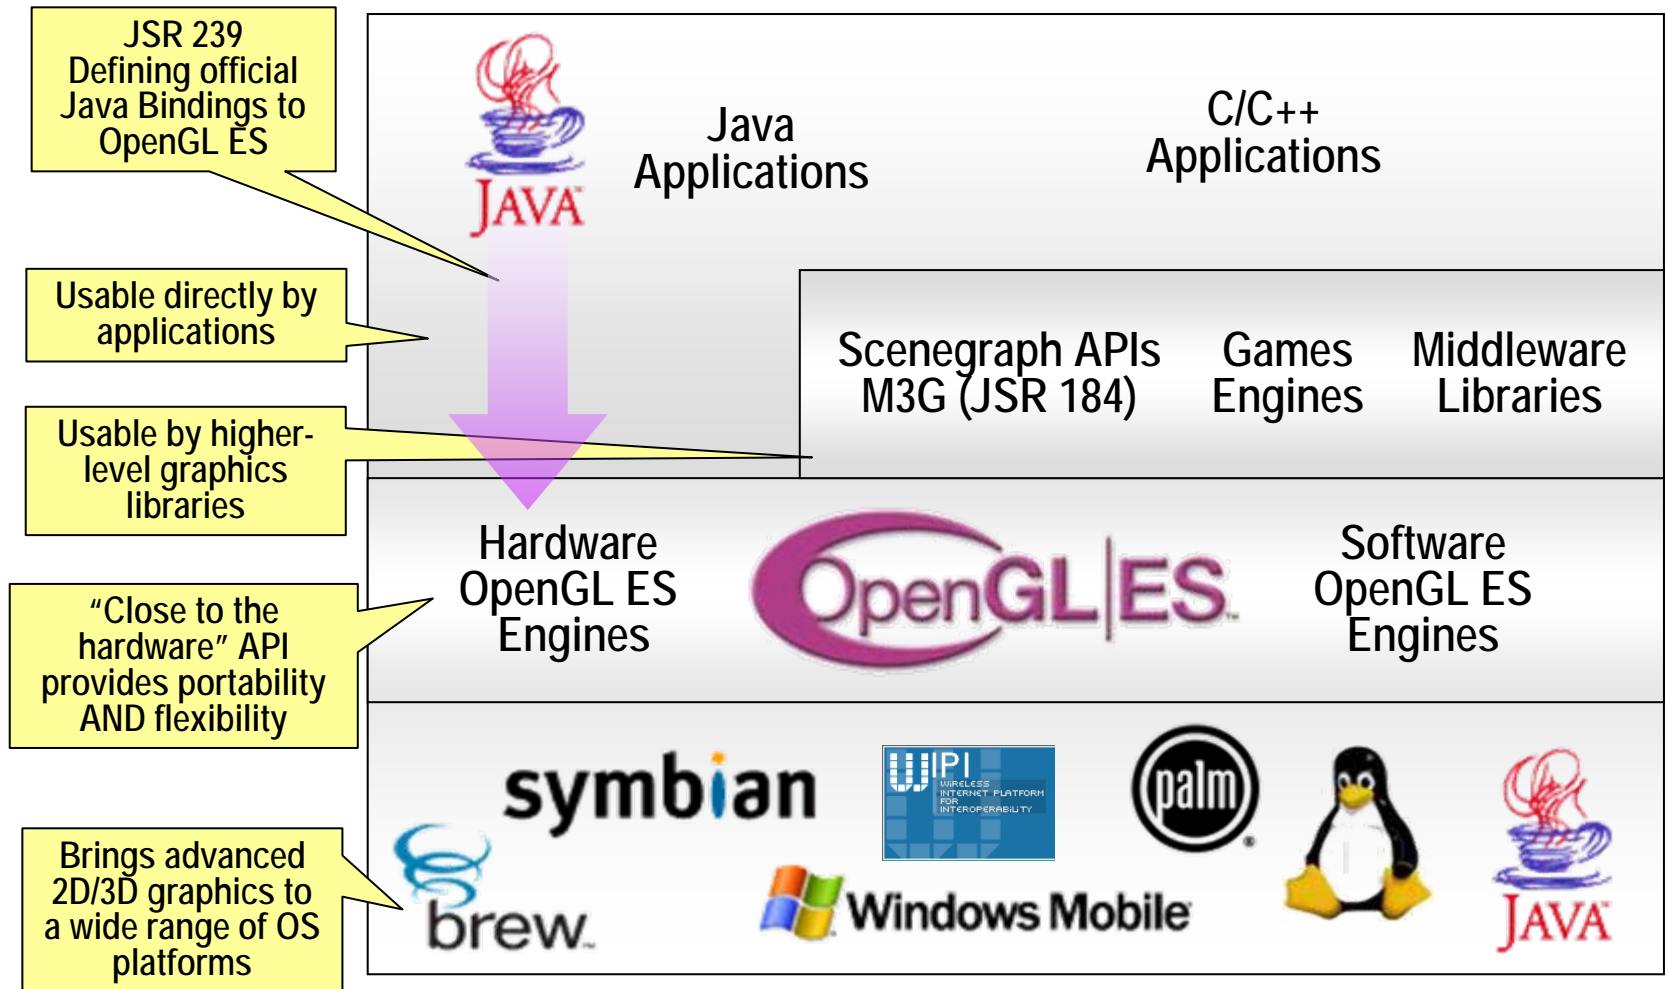 JSR 239
Defining official
Java Bindings to
OpenGL ES
Usable directly by
applications
Usable by higher-
level graphics
libraries
“Close to the
hardware” API
provides portability
AND flexibility
Brings advanced
2D/3D graphics to
a wide range of OS
platforms
JAVA™
Java
Applications
C/C++
Applications
Scenegraph APIs
M3G (JSR 184)
Games
Engines
Middleware
Libraries
Hardware
OpenGL ES
Engines
OpenGL|ES™
Software
OpenGL ES
Engines
symbian
WIPI
WIRELESS
INTERNET PLATFORM
FOR
INTEROPERABILITY
palm®
brew™
Windows Mobile
JAVA